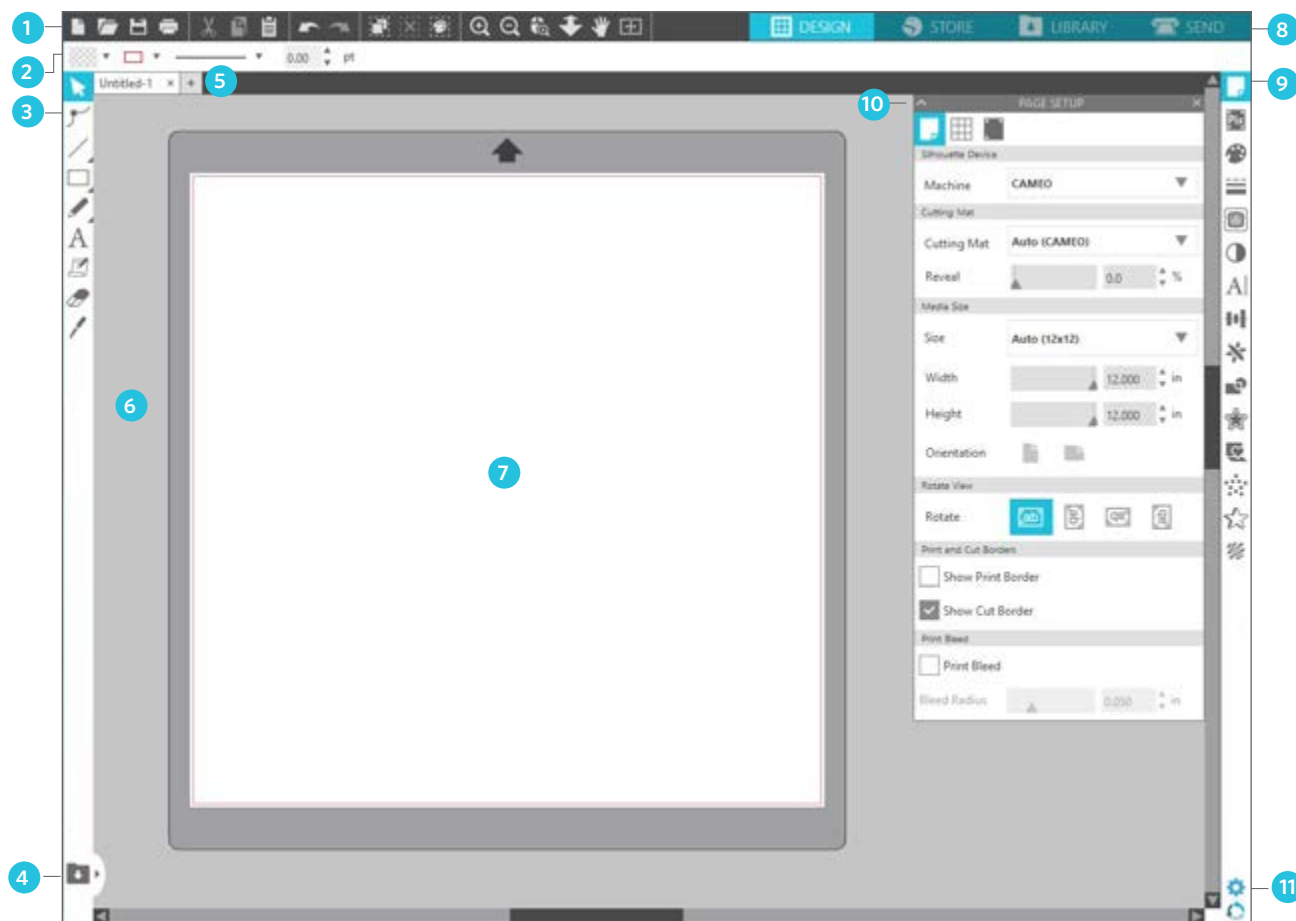 1
DESIGN
STORE
LIBRARY
SEND
8
2
0.00 pt
Untitled-1 × +
5
9
3
10
PAGE SETUP
Silhouette Device
Machine CAMEO
Cutting Mat
Cutting Mat Auto (CAMEO)
Reveal 0.0 %
Media Size
Size Auto (12x12)
Width 12.000 in
Height 12.000 in
Orientation
Rotate View
Rotate
Print and Cut Borders
Show Print Border
Show Cut Border
Print Bleed
Print Bleed
Bleed Radius 0.050 in
6
7
4
11
A
A